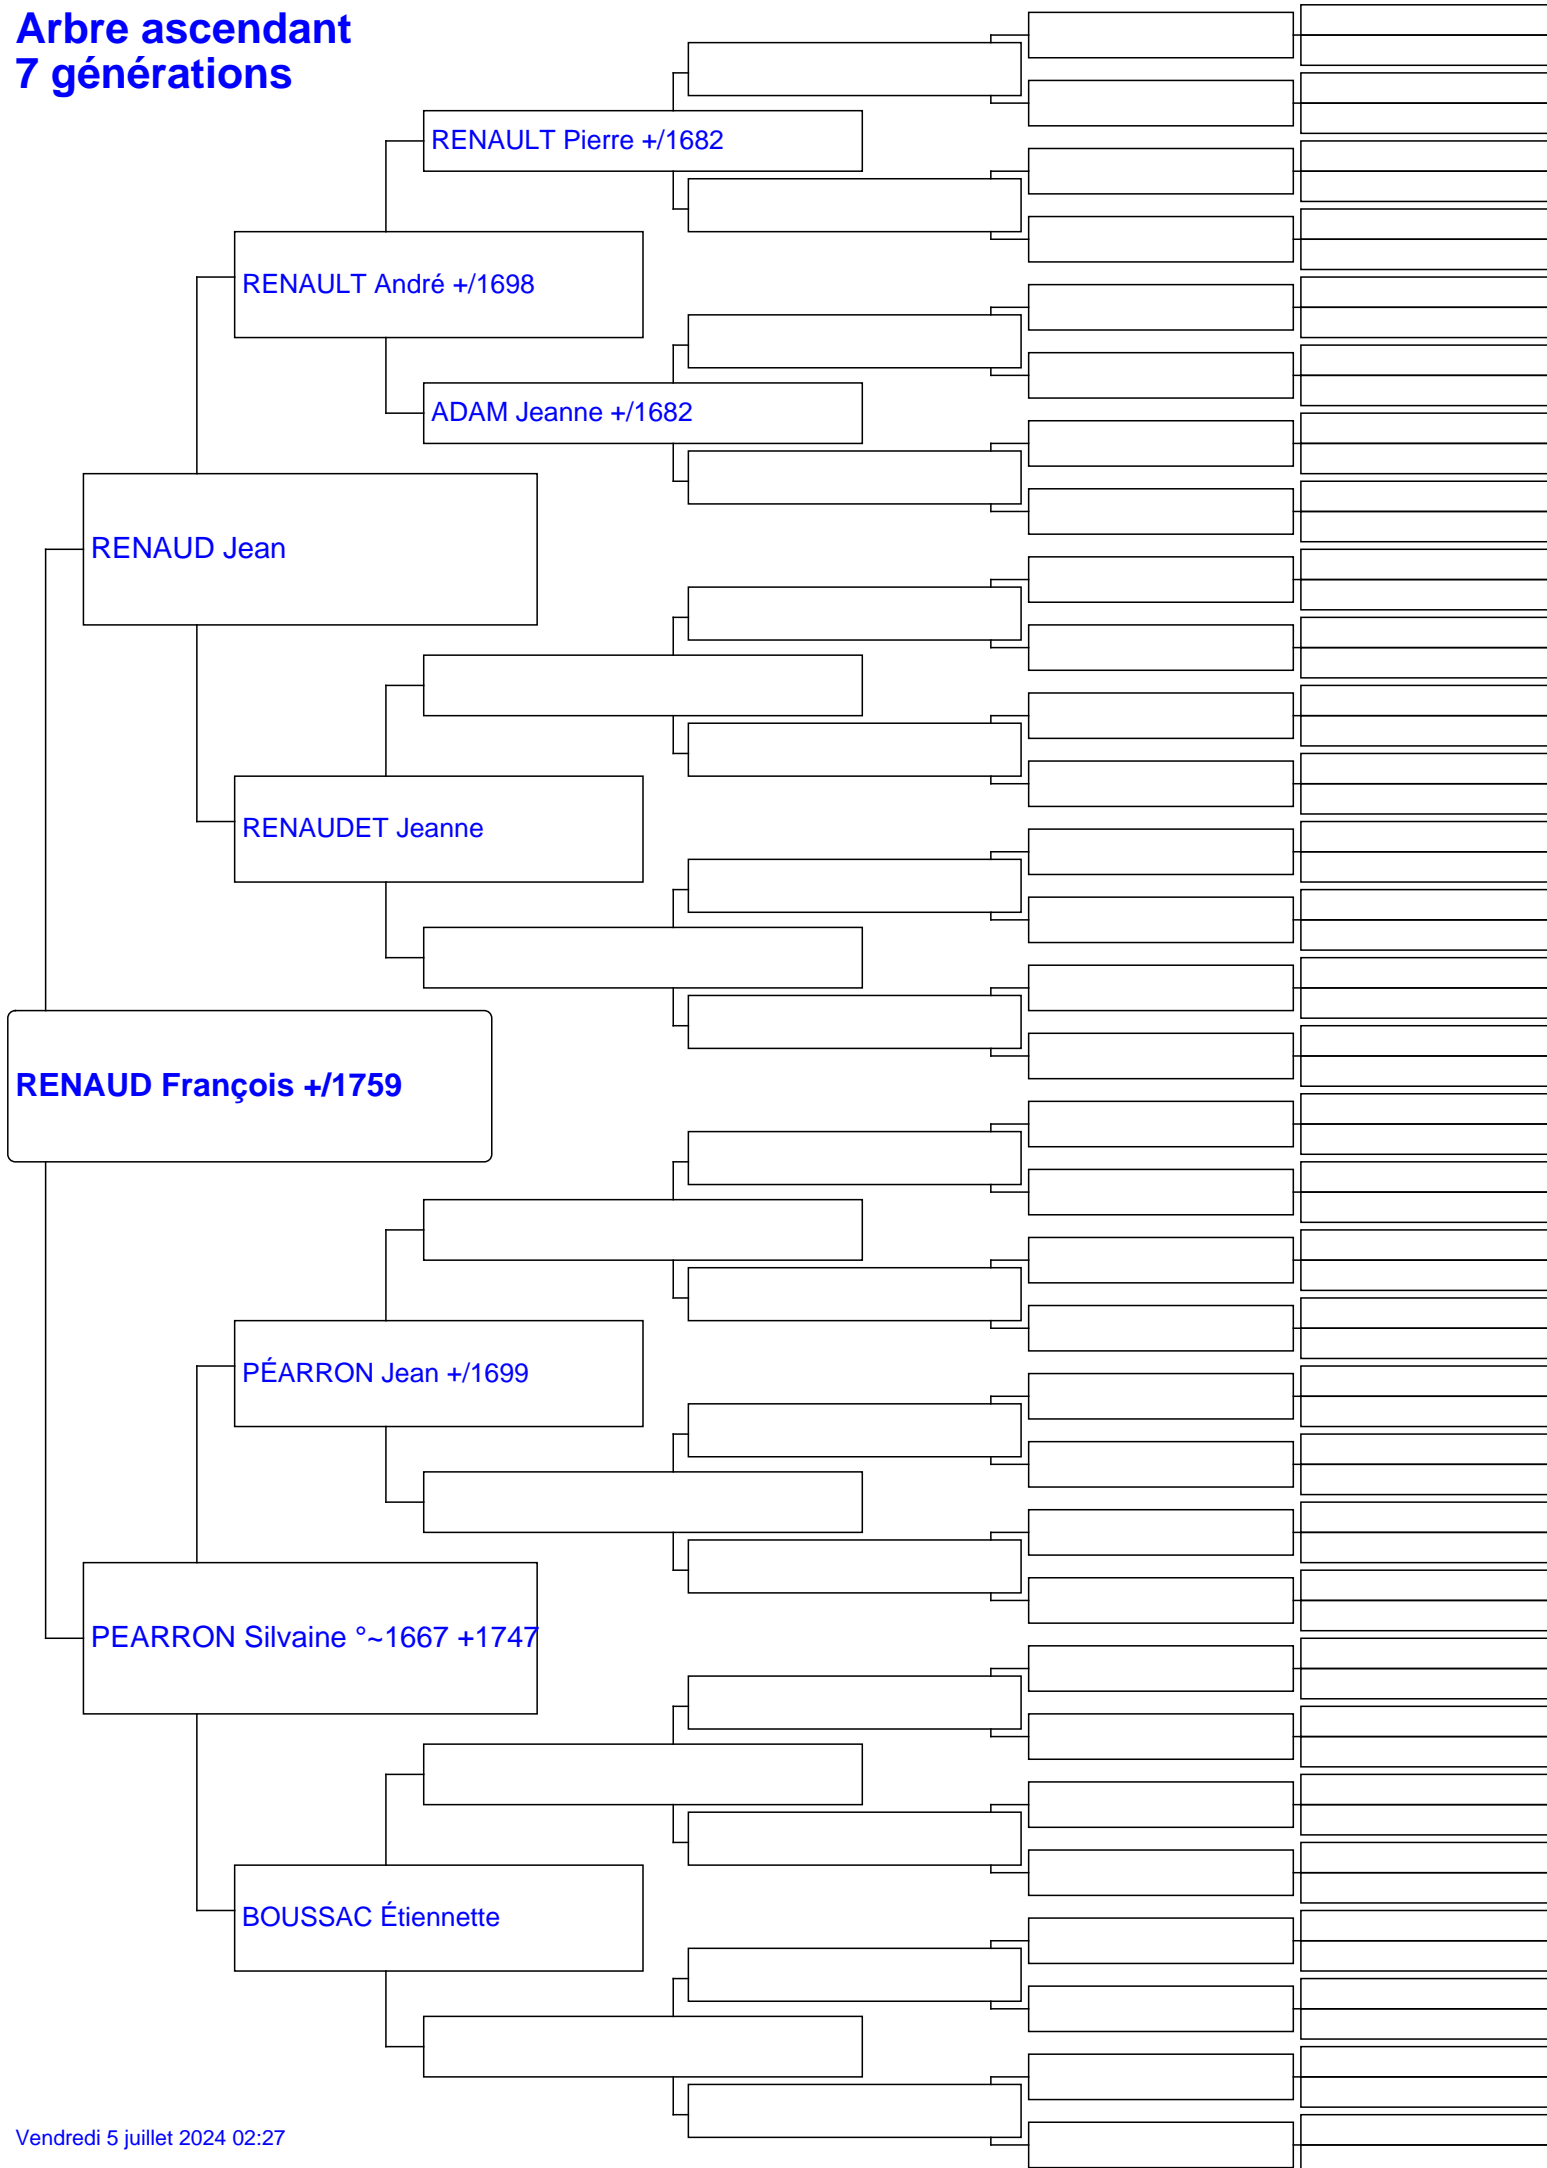 Arbre ascendant
7 générations
RENAULT Pierre +/1682
RENAULT André +/1698
ADAM Jeanne +/1682
RENAUD Jean
RENAUDET Jeanne
RENAUD François +/1759
PÉARRON Jean +/1699
PEARRON Silvaine °~1667 +1747
BOUSSAC Étiennette
Vendredi 5 juillet 2024 02:27